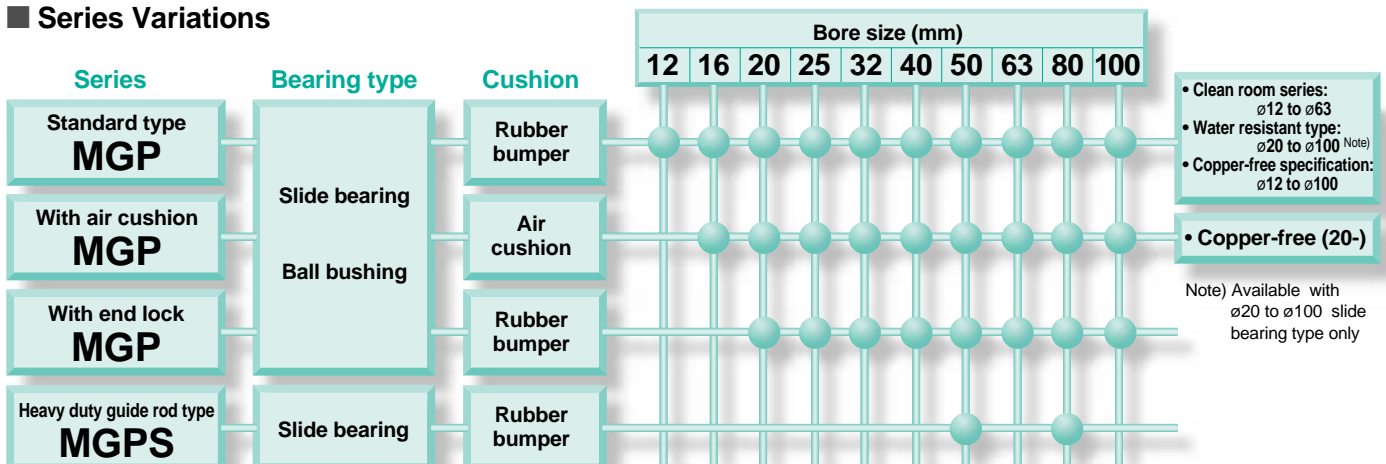 ■ Series Variations
Bore size (mm)
12 16 20 25 32 40 50 63 80 100
Series Bearing type Cushion
Standard type
MGP
With air cushion
MGP
With end lock
MGP
Heavy duty guide rod type
MGPS
Slide bearing
Ball bushing
Slide bearing
Rubber
bumper
Air
cushion
Rubber
bumper
Rubber
bumper
• Clean room series:
ø12 to ø63
• Water resistant type:
ø20 to ø100 Note)
• Copper-free specification:
ø12 to ø100
• Copper-free (20-)
Note) Available with
ø20 to ø100 slide
bearing type only